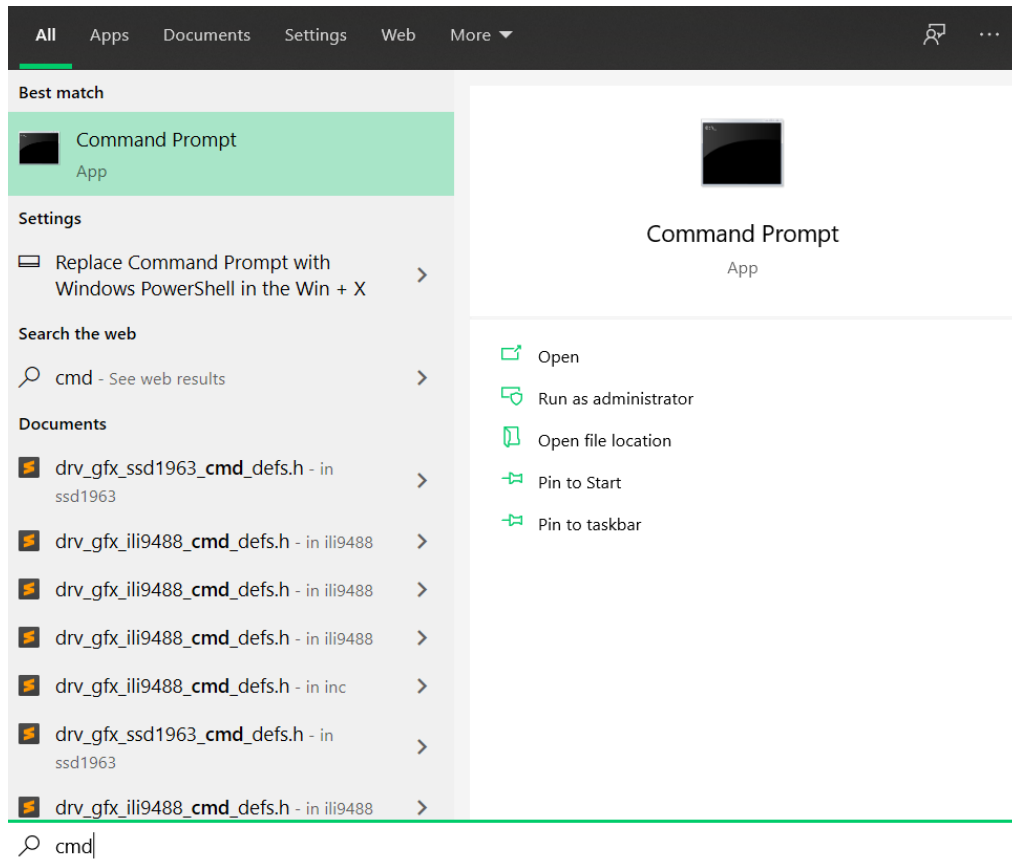 All Apps Documents Settings Web More
Best match
Command Prompt
App
Settings
Replace Command Prompt with
Windows PowerShell in the Win + X
Search the web
cmd - See web results
Documents
drv_gfx_ssd1963_cmd_defs.h - in
ssd1963
drv_gfx_ili9488_cmd_defs.h - in ili9488
drv_gfx_ili9488_cmd_defs.h - in ili9488
drv_gfx_ili9488_cmd_defs.h - in ili9488
drv_gfx_ili9488_cmd_defs.h - in inc
drv_gfx_ssd1963_cmd_defs.h - in
ssd1963
drv_gfx_ili9488_cmd_defs.h - in ili9488
Command Prompt
App
Open
Run as administrator
Open file location
Pin to Start
Pin to taskbar
cmd